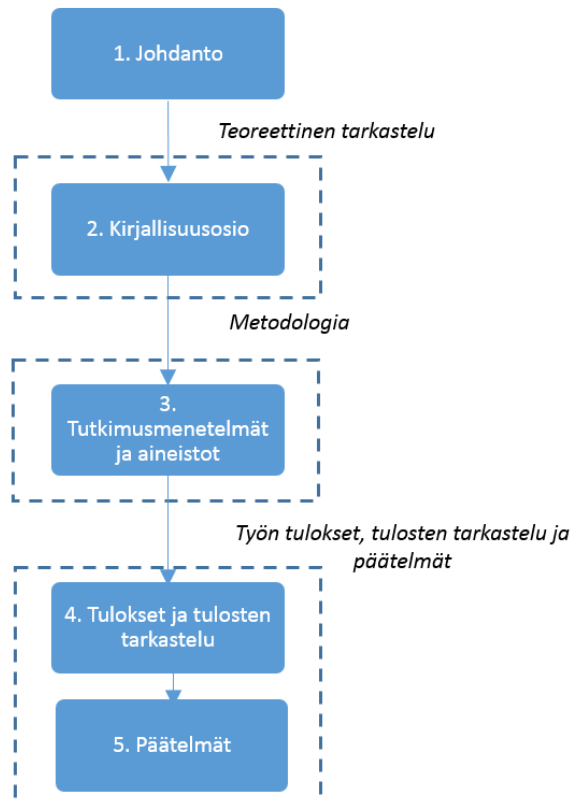 1. Johdanto
Teoreettinen tarkastelu
2. Kirjallisuusosio
Metodologia
3.
Tutkimusmenetelmät
ja aineistot
Työn tulokset, tulosten tarkastelu ja
päätelmät
4. Tulokset ja tulosten
tarkastelu
5. Päätelmät